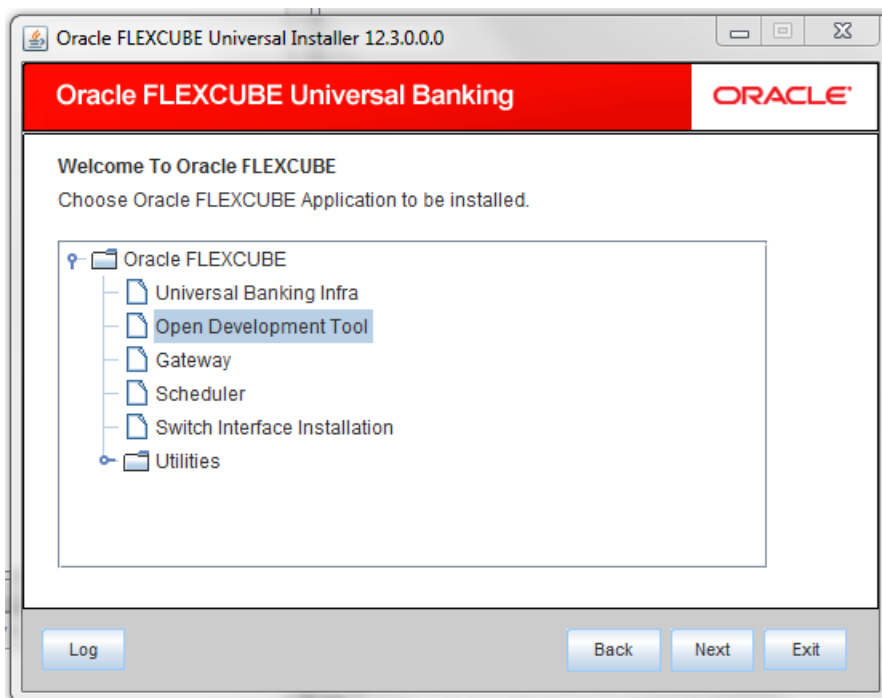 Oracle FLEXCUBE Universal Installer 12.3.0.0.0
Oracle FLEXCUBE Universal Banking
ORACLE'
Welcome To Oracle FLEXCUBE
Choose Oracle FLEXCUBE Application to be installed.
Oracle FLEXCUBE
Universal Banking Infra
Open Development Tool
Gateway
Scheduler
Switch Interface Installation
Utilities
Log
Back
Next
Exit